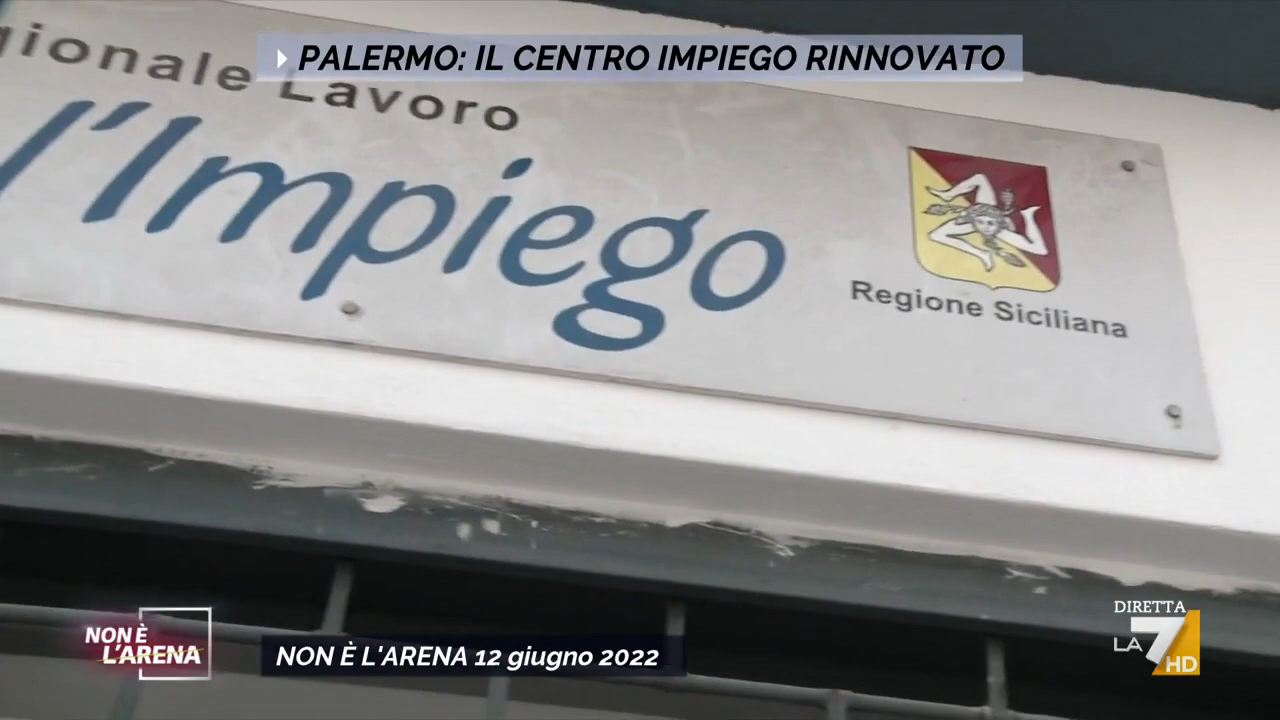 PALERMO: IL CENTRO IMPIEGO RINNOVATO
gionale Lavoro
l'Impiego
Regione Siciliana
NON È
L'ARENA
NON È L'ARENA 12 giugno 2022
DIRETTA
LA 7
HD